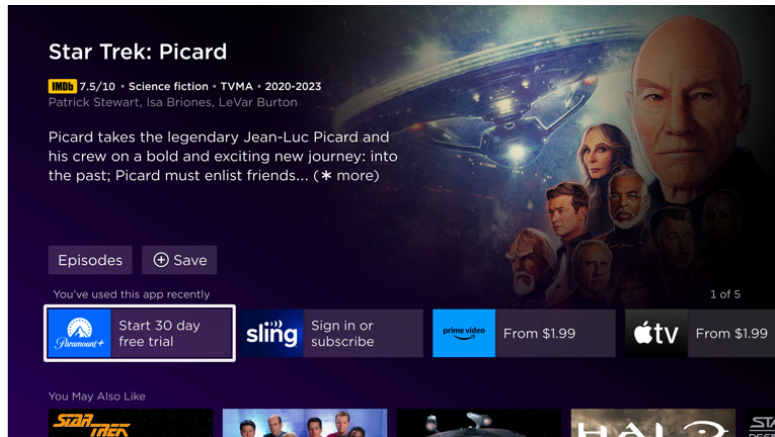 Star Trek: Picard
IMDb 7.5/10 • Science fiction • TVMA • 2020-2023
Patrick Stewart, Isa Briones, LeVar Burton
Picard takes the legendary Jean-Luc Picard and
his crew on a bold and exciting new journey: into
the past; Picard must enlist friends... (✱ more)
Episodes
Save
You've used this app recently
1 of 5
Paramount+
Start 30 day
free trial
sling
Sign in or
subscribe
prime video
From $1.99
tv
From $1.99
You May Also Like
STAR
TREK
HALO